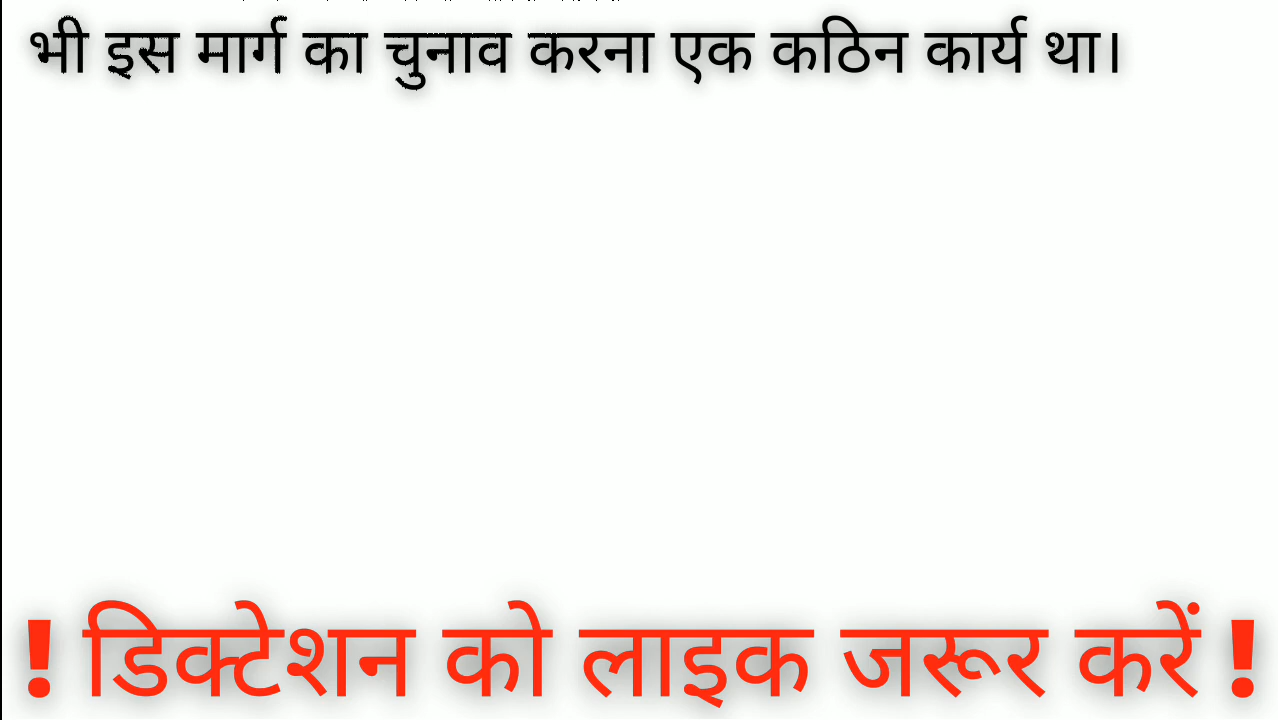 भी इस मार्ग का चुनाव करना एक कठिन कार्य था।
! डिक्टेशन को लाइक जरूर करें !